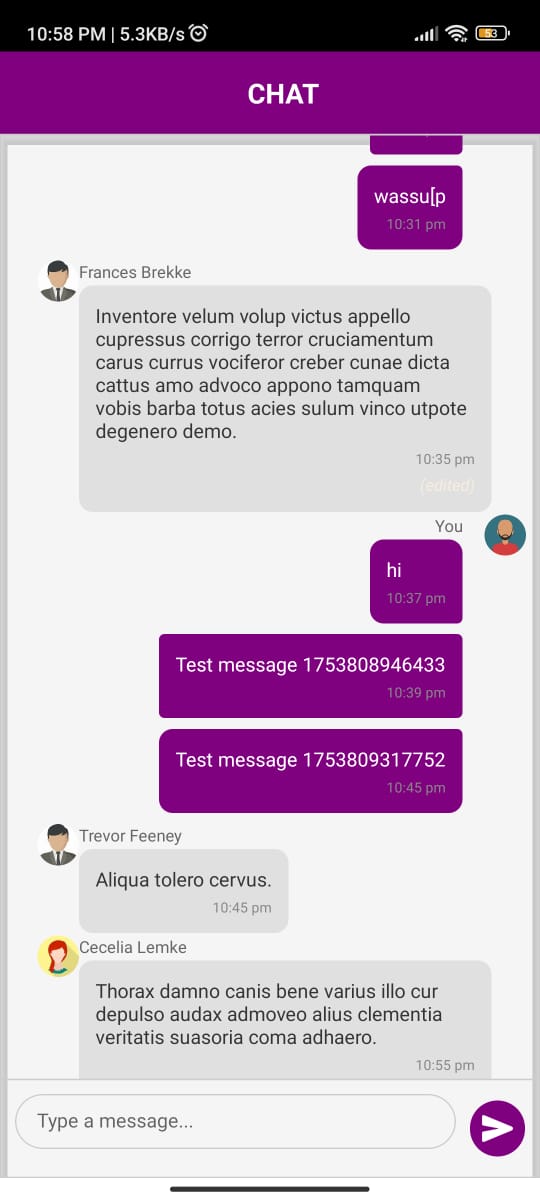 10:58 PM | 5.3KB/s
53
CHAT
wassu[p
10:31 pm
Frances Brekke
Inventore velum volup victus appello
cupressus corrigo terror cruciamentum
carus currus vociferor creber cunae dicta
cattus amo advoco appono tamquam
vobis barba totus acies sulum vinco utpote
degenero demo.
10:35 pm
(edited)
You
hi
10:37 pm
Test message 1753808946433
10:39 pm
Test message 1753809317752
10:45 pm
Trevor Feeney
Aliqua tolero cervus.
10:45 pm
Cecelia Lemke
Thorax damno canis bene varius illo cur
depulso audax admoveo alius clementia
veritatis suasoria coma adhaero.
10:55 pm
Type a message...